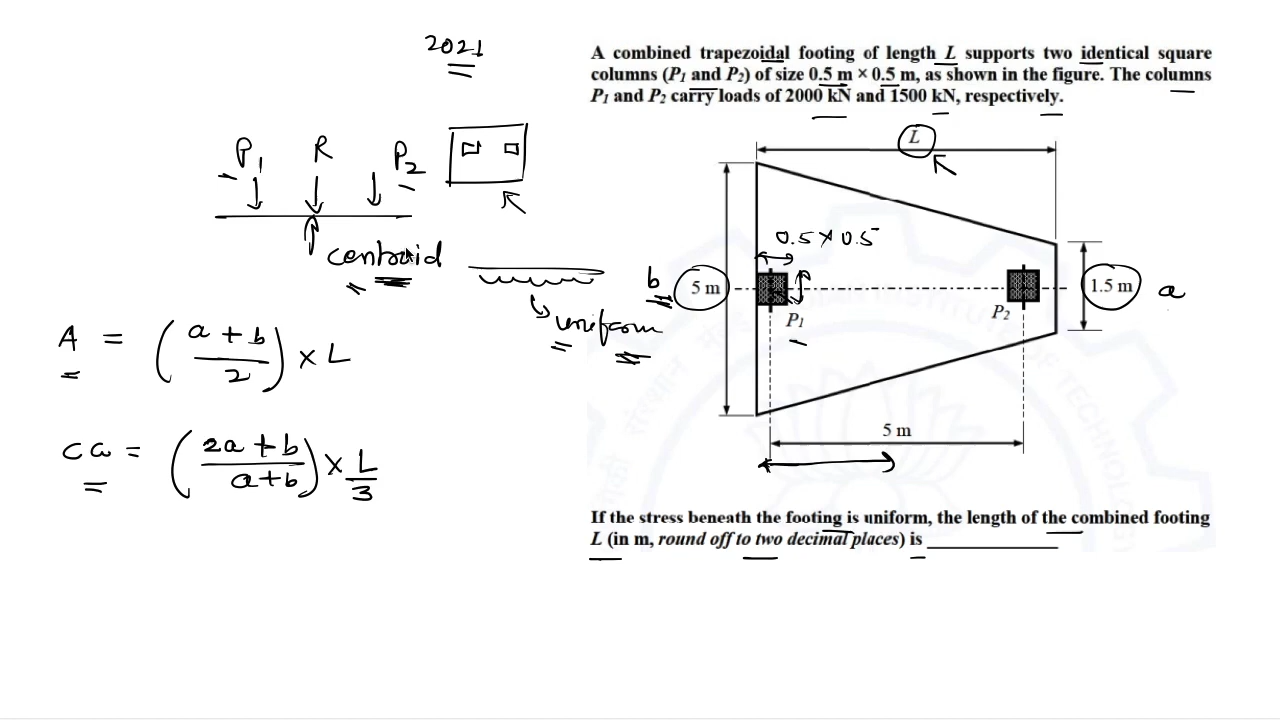 2021
A combined trapezoidal footing of length L supports two identical square
columns (P1 and P2) of size 0.5 m × 0.5 m, as shown in the figure. The columns
P1 and P2 carry loads of 2000 kN and 1500 kN, respectively.
P1 R P2
centroid
uniform
L
0.5 × 0.5
b 5 m
P1
P2
1.5 m a
5 m
A = (a + b / 2) × L
CG = (2a + b / a + b) × L / 3
If the stress beneath the footing is uniform, the length of the combined footing
L (in m, round off to two decimal places) is ____________